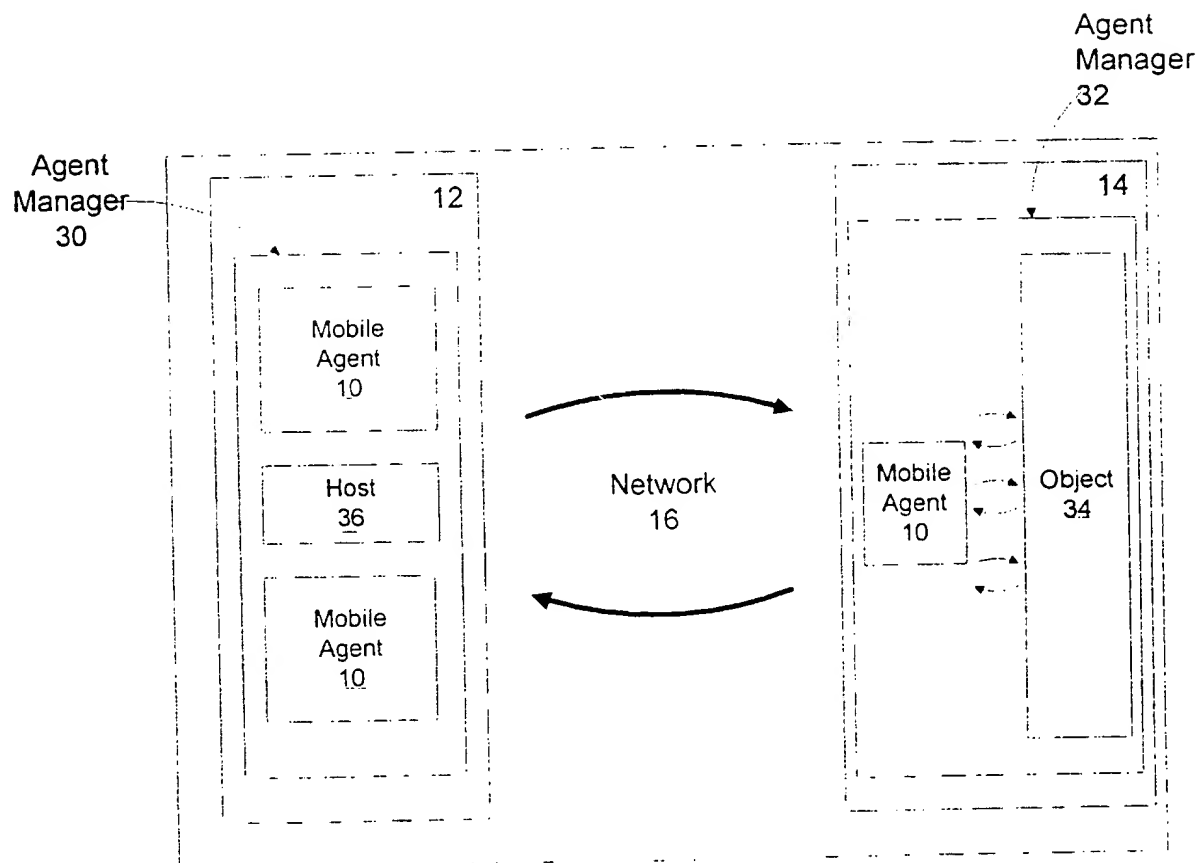 Agent
Manager
32
Agent
Manager
30
12
14
Mobile
Agent
10
Host
36
Mobile
Agent
10
Network
16
Mobile
Agent
10
Object
34